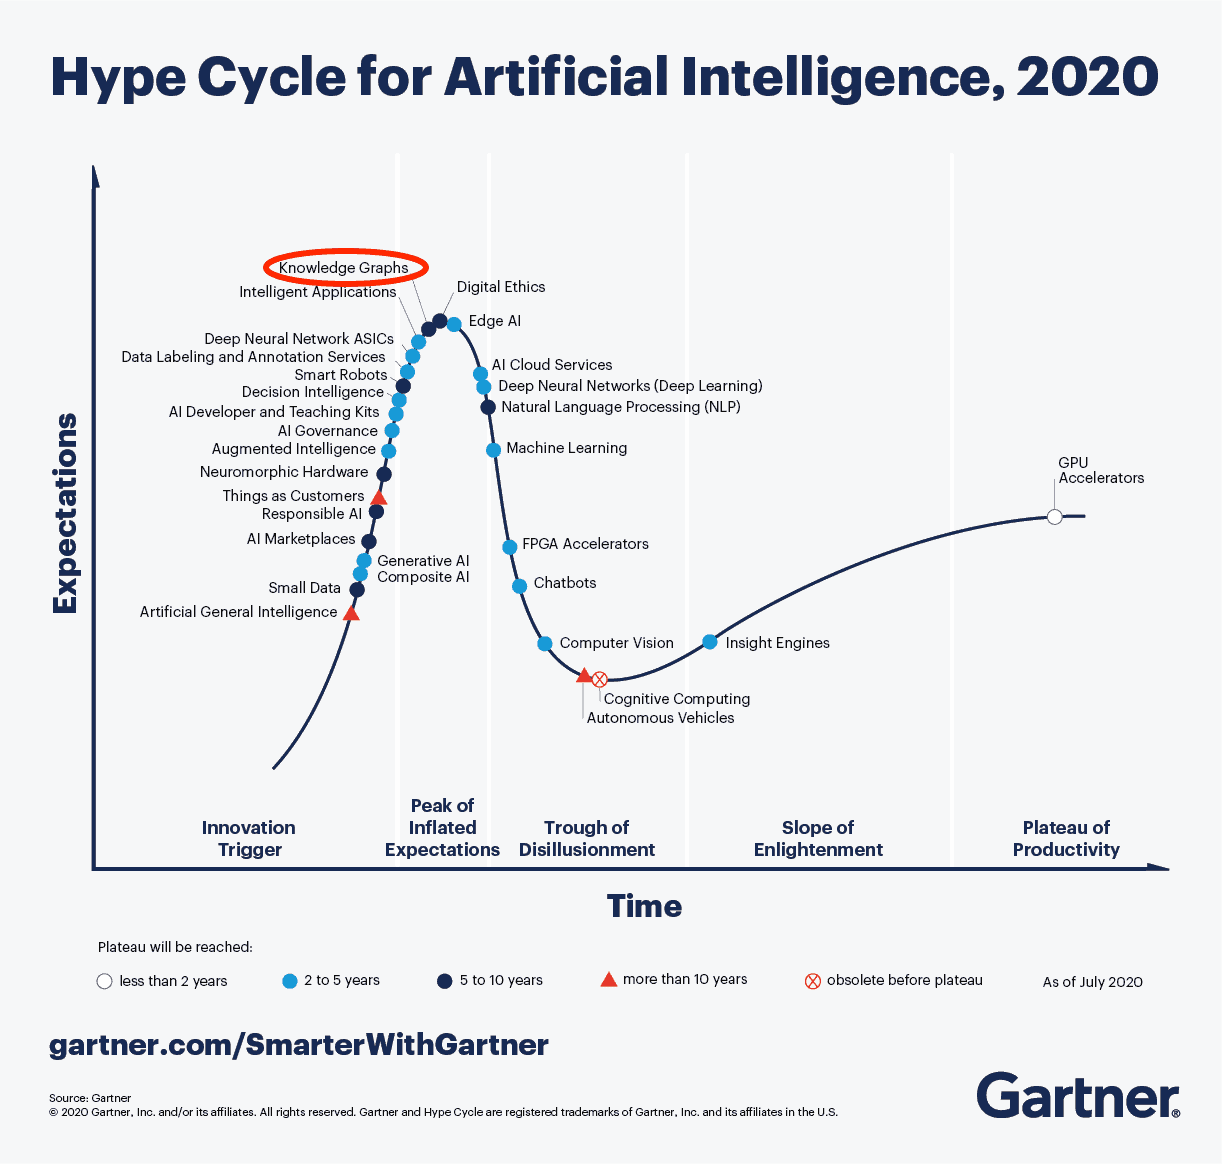 Hype Cycle for Artificial Intelligence, 2020
Expectations
Knowledge Graphs
Intelligent Applications
Deep Neural Network ASICs
Data Labeling and Annotation Services
Smart Robots
Decision Intelligence
AI Developer and Teaching Kits
AI Governance
Augmented Intelligence
Neuromorphic Hardware
Things as Customers
Responsible AI
AI Marketplaces
Generative AI
Composite AI
Small Data
Artificial General Intelligence
Digital Ethics
Edge AI
AI Cloud Services
Deep Neural Networks (Deep Learning)
Natural Language Processing (NLP)
Machine Learning
FPGA Accelerators
Chatbots
Computer Vision
Cognitive Computing
Autonomous Vehicles
Insight Engines
GPU
Accelerators
Innovation
Trigger
Peak of
Inflated
Expectations
Trough of
Disillusionment
Slope of
Enlightenment
Plateau of
Productivity
Time
Plateau will be reached:
less than 2 years
2 to 5 years
5 to 10 years
more than 10 years
obsolete before plateau
As of July 2020
gartner.com/SmarterWithGartner
Source: Gartner
© 2020 Gartner, Inc. and/or its affiliates. All rights reserved. Gartner and Hype Cycle are registered trademarks of Gartner, Inc. and its affiliates in the U.S.
Gartner®